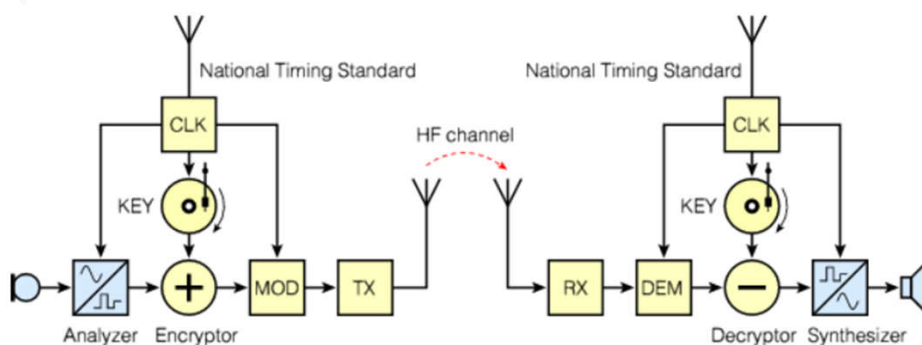 National Timing Standard
National Timing Standard
CLK
CLK
HF channel
KEY
KEY
+
MOD
TX
RX
DEM
−
Analyzer
Encryptor
Decryptor
Synthesizer